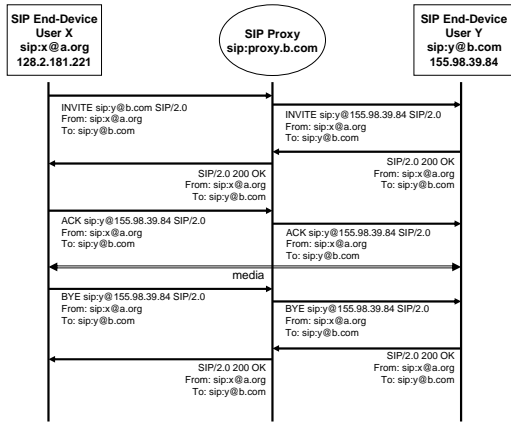 SIP End-Device
User X
sip:x@a.org
128.2.181.221
SIP Proxy
sip:proxy.b.com
SIP End-Device
User Y
sip:y@b.com
155.98.39.84
INVITE sip:y@b.com SIP/2.0
From: sip:x@a.org
To: sip:y@b.com
INVITE sip:y@155.98.39.84 SIP/2.0
From: sip:x@a.org
To: sip:y@b.com
SIP/2.0 200 OK
From: sip:x@a.org
To: sip:y@b.com
SIP/2.0 200 OK
From: sip:x@a.org
To: sip:y@b.com
ACK sip:y@155.98.39.84 SIP/2.0
From: sip:x@a.org
To: sip:y@b.com
ACK sip:y@155.98.39.84 SIP/2.0
From: sip:x@a.org
To: sip:y@b.com
media
BYE sip:y@155.98.39.84 SIP/2.0
From: sip:x@a.org
To: sip:y@b.com
BYE sip:y@155.98.39.84 SIP/2.0
From: sip:x@a.org
To: sip:y@b.com
SIP/2.0 200 OK
From: sip:x@a.org
To: sip:y@b.com
SIP/2.0 200 OK
From: sip:x@a.org
To: sip:y@b.com